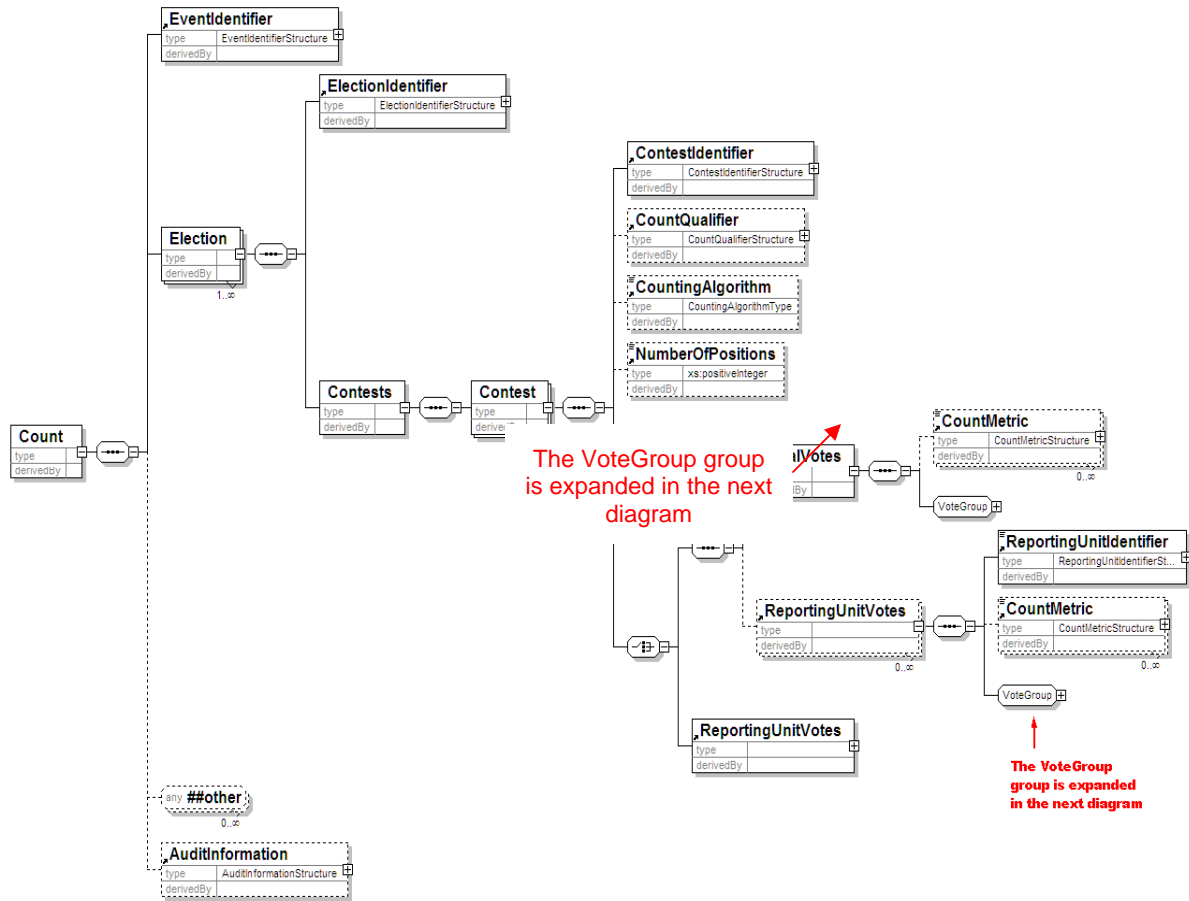 EventIdentifier
type EventIdentifierStructure
derivedBy
ElectionIdentifier
type ElectionIdentifierStructure
derivedBy
ContestIdentifier
type ContestIdentifierStructure
derivedBy
CountQualifier
type CountQualifierStructure
derivedBy
Election
type
derivedBy
1..∞
CountingAlgorithm
type CountingAlgorithmType
derivedBy
NumberOfPositions
type xs:positiveInteger
derivedBy
Contests
type
derivedBy
Contest
type
Count
type
derivedBy
The VoteGroup group
is expanded in the next
diagram
alVotes
CountMetric
type CountMetricStructure
derivedBy
0..∞
VoteGroup
ReportingUnitIdentifier
type ReportingUnitIdentifierSt...
derivedBy
ReportingUnitVotes
type
derivedBy
0..∞
CountMetric
type CountMetricStructure
derivedBy
0..∞
VoteGroup
ReportingUnitVotes
type
derivedBy
The VoteGroup
group is expanded
in the next diagram
any ##other
0..∞
AuditInformation
type AuditInformationStructure
derivedBy